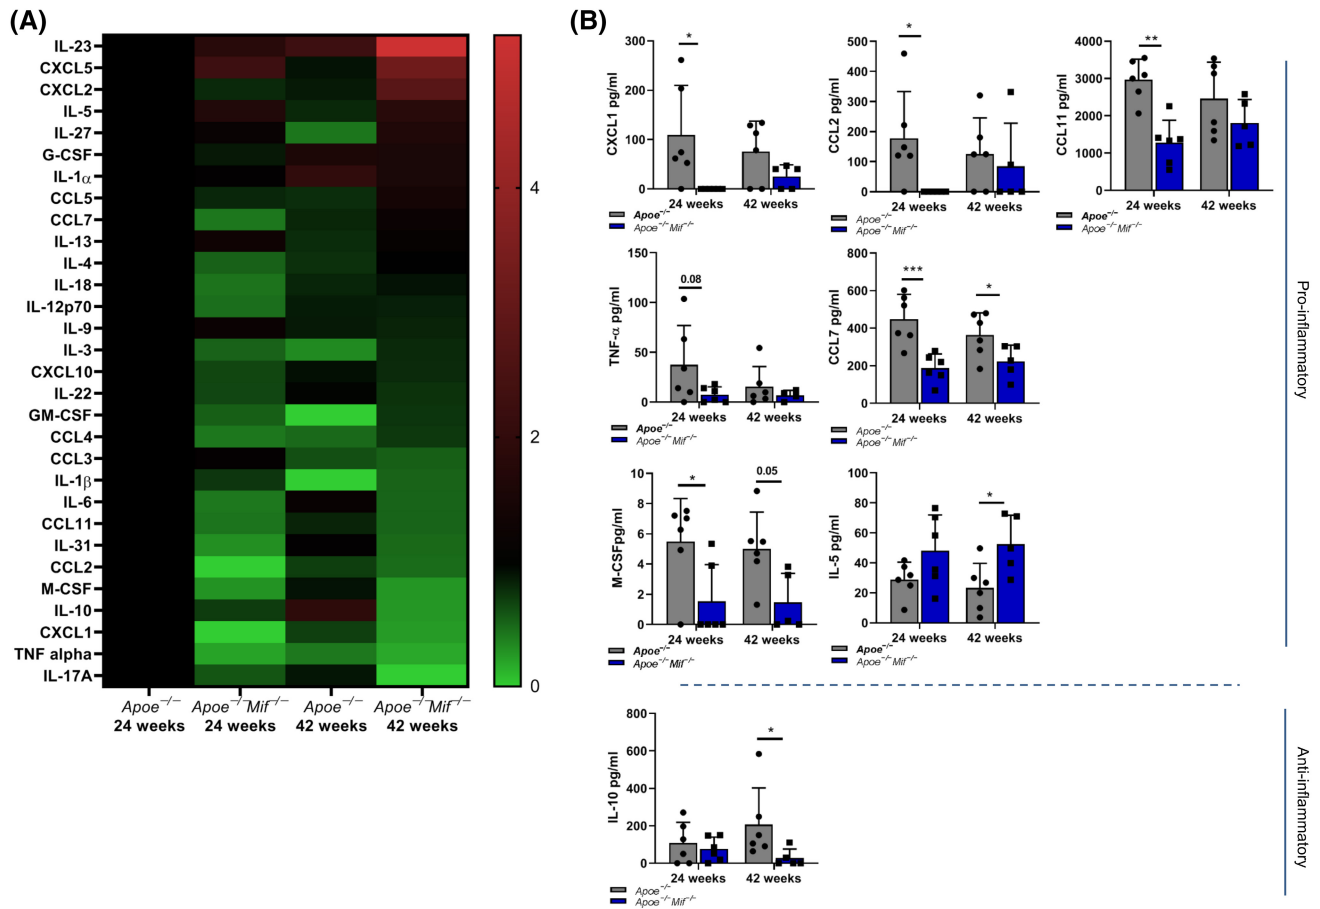 (A)
IL-23
CXCL5
CXCL2
IL-5
IL-27
G-CSF
IL-1α
CCL5
CCL7
IL-13
IL-4
IL-18
IL-12p70
IL-9
IL-3
CXCL10
IL-22
GM-CSF
CCL4
CCL3
IL-1β
IL-6
CCL11
IL-31
CCL2
M-CSF
IL-10
CXCL1
TNF alpha
IL-17A
4
2
0
Apoe⁻/⁻ Apoe⁻/⁻Mif⁻/⁻ Apoe⁻/⁻ Apoe⁻/⁻Mif⁻/⁻
24 weeks 24 weeks 42 weeks 42 weeks
(B)
CXCL1 pg/ml
300
200
100
0
*
24 weeks 42 weeks
Apoe⁻/⁻
Apoe⁻/⁻Mif⁻/⁻
CCL2 pg/ml
500
400
300
200
100
0
*
24 weeks 42 weeks
Apoe⁻/⁻
Apoe⁻/⁻Mif⁻/⁻
CCL11 pg/ml
4000
3000
2000
1000
0
**
24 weeks 42 weeks
Apoe⁻/⁻
Apoe⁻/⁻Mif⁻/⁻
TNF-α pg/ml
150
100
50
0
0.08
24 weeks 42 weeks
Apoe⁻/⁻
Apoe⁻/⁻Mif⁻/⁻
CCL7 pg/ml
800
600
400
200
0
***
*
24 weeks 42 weeks
Apoe⁻/⁻
Apoe⁻/⁻Mif⁻/⁻
M-CSFpg/ml
10
8
6
4
2
0
*
0.05
24 weeks 42 weeks
Apoe⁻/⁻
Apoe⁻/⁻Mif⁻/⁻
IL-5 pg/ml
100
80
60
40
20
0
*
24 weeks 42 weeks
Apoe⁻/⁻
Apoe⁻/⁻Mif⁻/⁻
Pro-inflammatory
IL-10 pg/ml
800
600
400
200
0
*
24 weeks 42 weeks
Apoe⁻/⁻
Apoe⁻/⁻Mif⁻/⁻
Anti-inflammatory